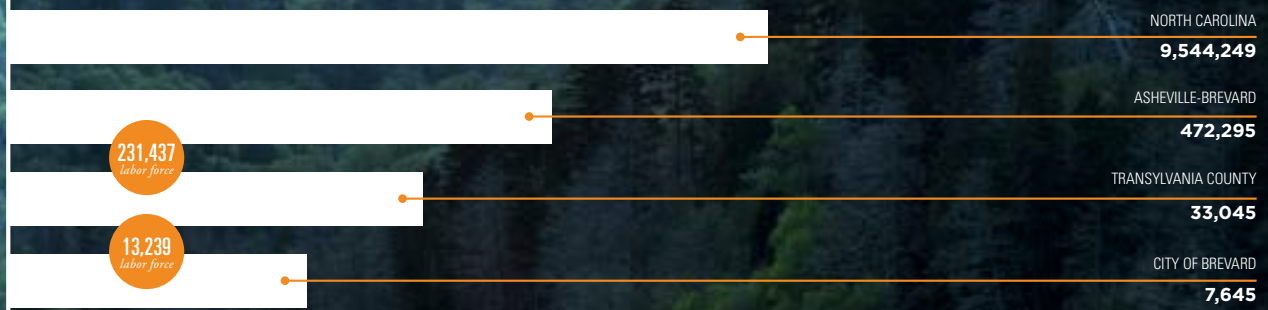 NORTH CAROLINA
9,544,249
ASHEVILLE-BREVARD
472,295
231,437
labor force
TRANSYLVANIA COUNTY
33,045
13,239
labor force
CITY OF BREVARD
7,645